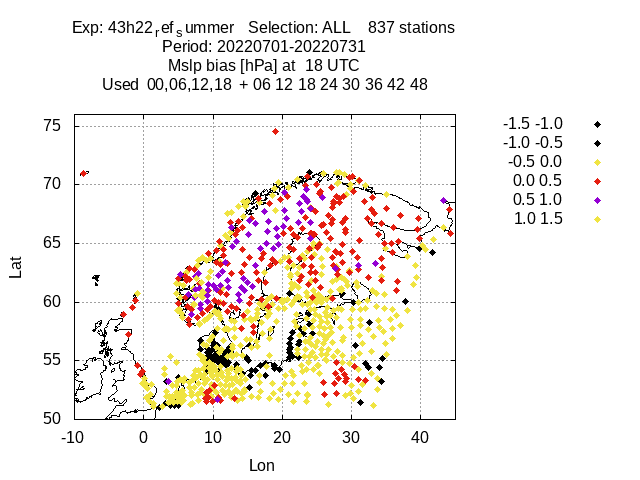 Exp: 43h22refsummer Selection: ALL 837 stations
Period: 20220701-20220731
Mslp bias [hPa] at 18 UTC
Used 00,06,12,18 + 06 12 18 24 30 36 42 48
-1.5 -1.0
-1.0 -0.5
-0.5 0.0
0.0 0.5
0.5 1.0
1.0 1.5
75
70
65
60
55
50
Lat
-10 0 10 20 30 40
Lon